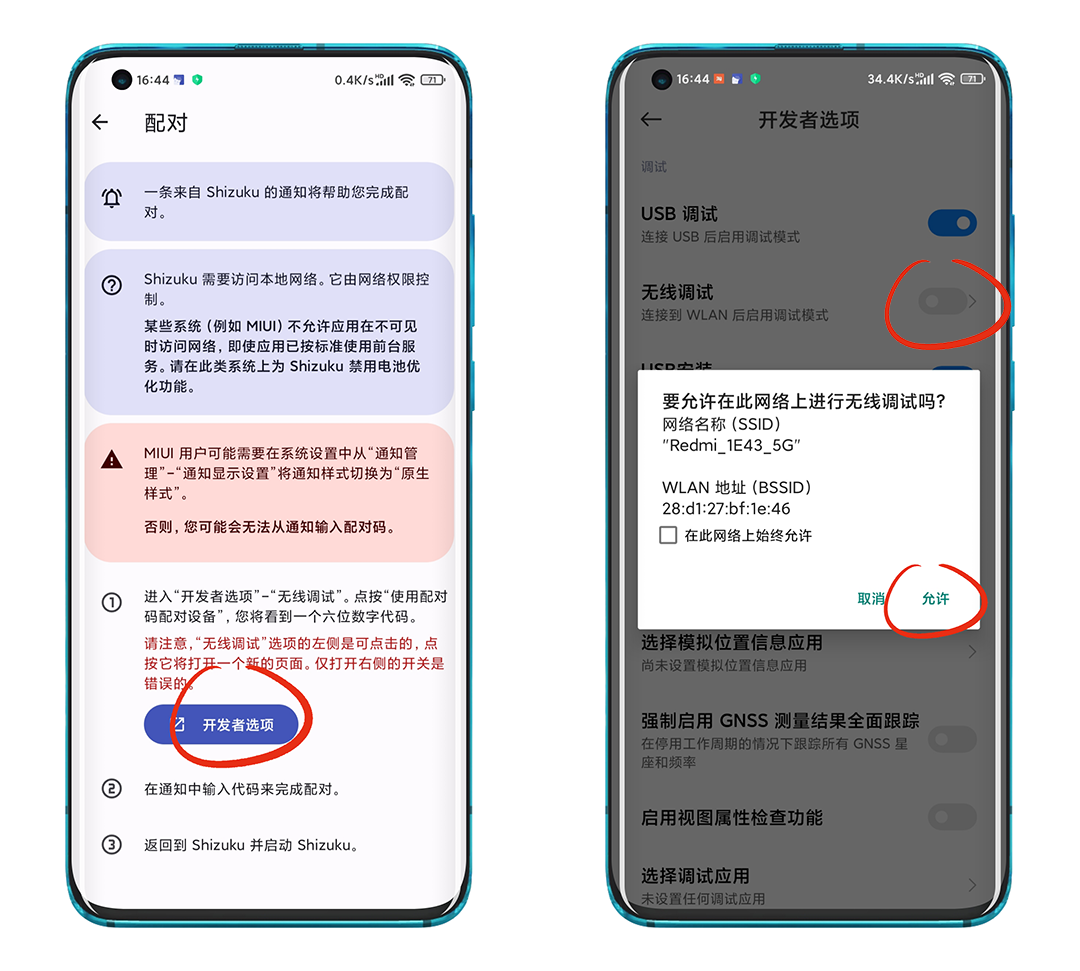 16:44
0.4K/s
HD
71
配对
一条来自 Shizuku 的通知将帮助您完成配
对。
Shizuku 需要访问本地网络。它由网络权限控
制。
某些系统（例如 MIUI）不允许应用在不可见
时访问网络，即使应用已按标准使用前台服
务。请在此类系统上为 Shizuku 禁用电池优
化功能。
MIUI 用户可能需要在系统设置中从“通知管
理”-“通知显示设置”将通知样式切换为“原生
样式”。
否则，您可能会无法从通知输入配对码。
1
进入“开发者选项”-“无线调试”。点按“使用配对
码配对设备”，您将看到一个六位数字代码。
请注意，“无线调试”选项的左侧是可点击的，点
按它将打开一个新的页面。仅打开右侧的开关是
错误的。
开发者选项
2
在通知中输入代码来完成配对。
3
返回到 Shizuku 并启动 Shizuku。
16:44
34.4K/s
HD
71
开发者选项
调试
USB 调试
连接 USB 后启用调试模式
无线调试
连接到 WLAN 后启用调试模式
USB安装
要允许在此网络上进行无线调试吗？
网络名称（SSID）
"Redmi_1E43_5G"
WLAN 地址（BSSID）
28:d1:27:bf:1e:46
在此网络上始终允许
取消
允许
选择模拟位置信息应用
尚未设置模拟位置信息应用
强制启用 GNSS 测量结果全面跟踪
在停用工作周期的情况下跟踪所有 GNSS 星
座和频率
启用视图属性检查功能
选择调试应用
未设置任何调试应用